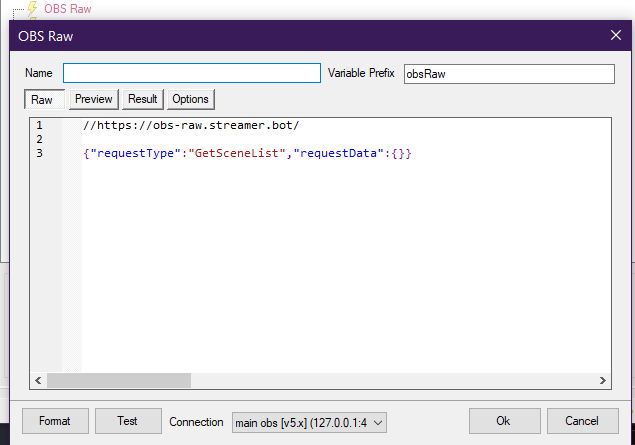 OBS Raw
OBS Raw
Name
Variable Prefix obsRaw
Raw Preview Result Options
1 //https://obs-raw.streamer.bot/
2
3 {"requestType":"GetSceneList","requestData":{}}
Format Test Connection main obs [v5.x] (127.0.0.1:4 Ok Cancel